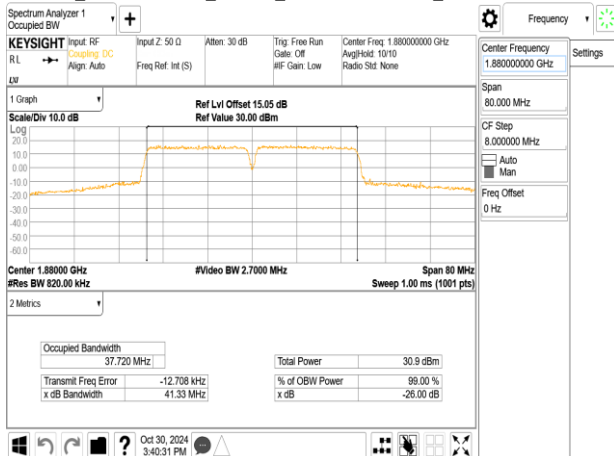 Spectrum Analyzer 1
Occupied BW
+
Frequency
KEYSIGHT
RL
LXI
Input: RF
Coupling: DC
Align: Auto
Input Z: 50 Ω
Freq Ref: Int (S)
Atten: 30 dB
Trig: Free Run
Gate: Off
#IF Gain: Low
Center Freq: 1.880000000 GHz
Avg|Hold: 10/10
Radio Std: None
Center Frequency
1.880000000 GHz
Settings
Span
80.000 MHz
CF Step
8.000000 MHz
Auto
Man
Freq Offset
0 Hz
1 Graph
Scale/Div 10.0 dB
Ref Lvl Offset 15.05 dB
Ref Value 30.00 dBm
Log
20.0
10.0
0.00
-10.0
-20.0
-30.0
-40.0
-50.0
-60.0
Center 1.88000 GHz
#Video BW 2.7000 MHz
Span 80 MHz
#Res BW 820.00 kHz
Sweep 1.00 ms (1001 pts)
2 Metrics
Occupied Bandwidth
37.720 MHz
Total Power 30.9 dBm
Transmit Freq Error -12.708 kHz
% of OBW Power 99.00 %
x dB Bandwidth 41.33 MHz
x dB -26.00 dB
?
Oct 30, 2024
3:40:31 PM